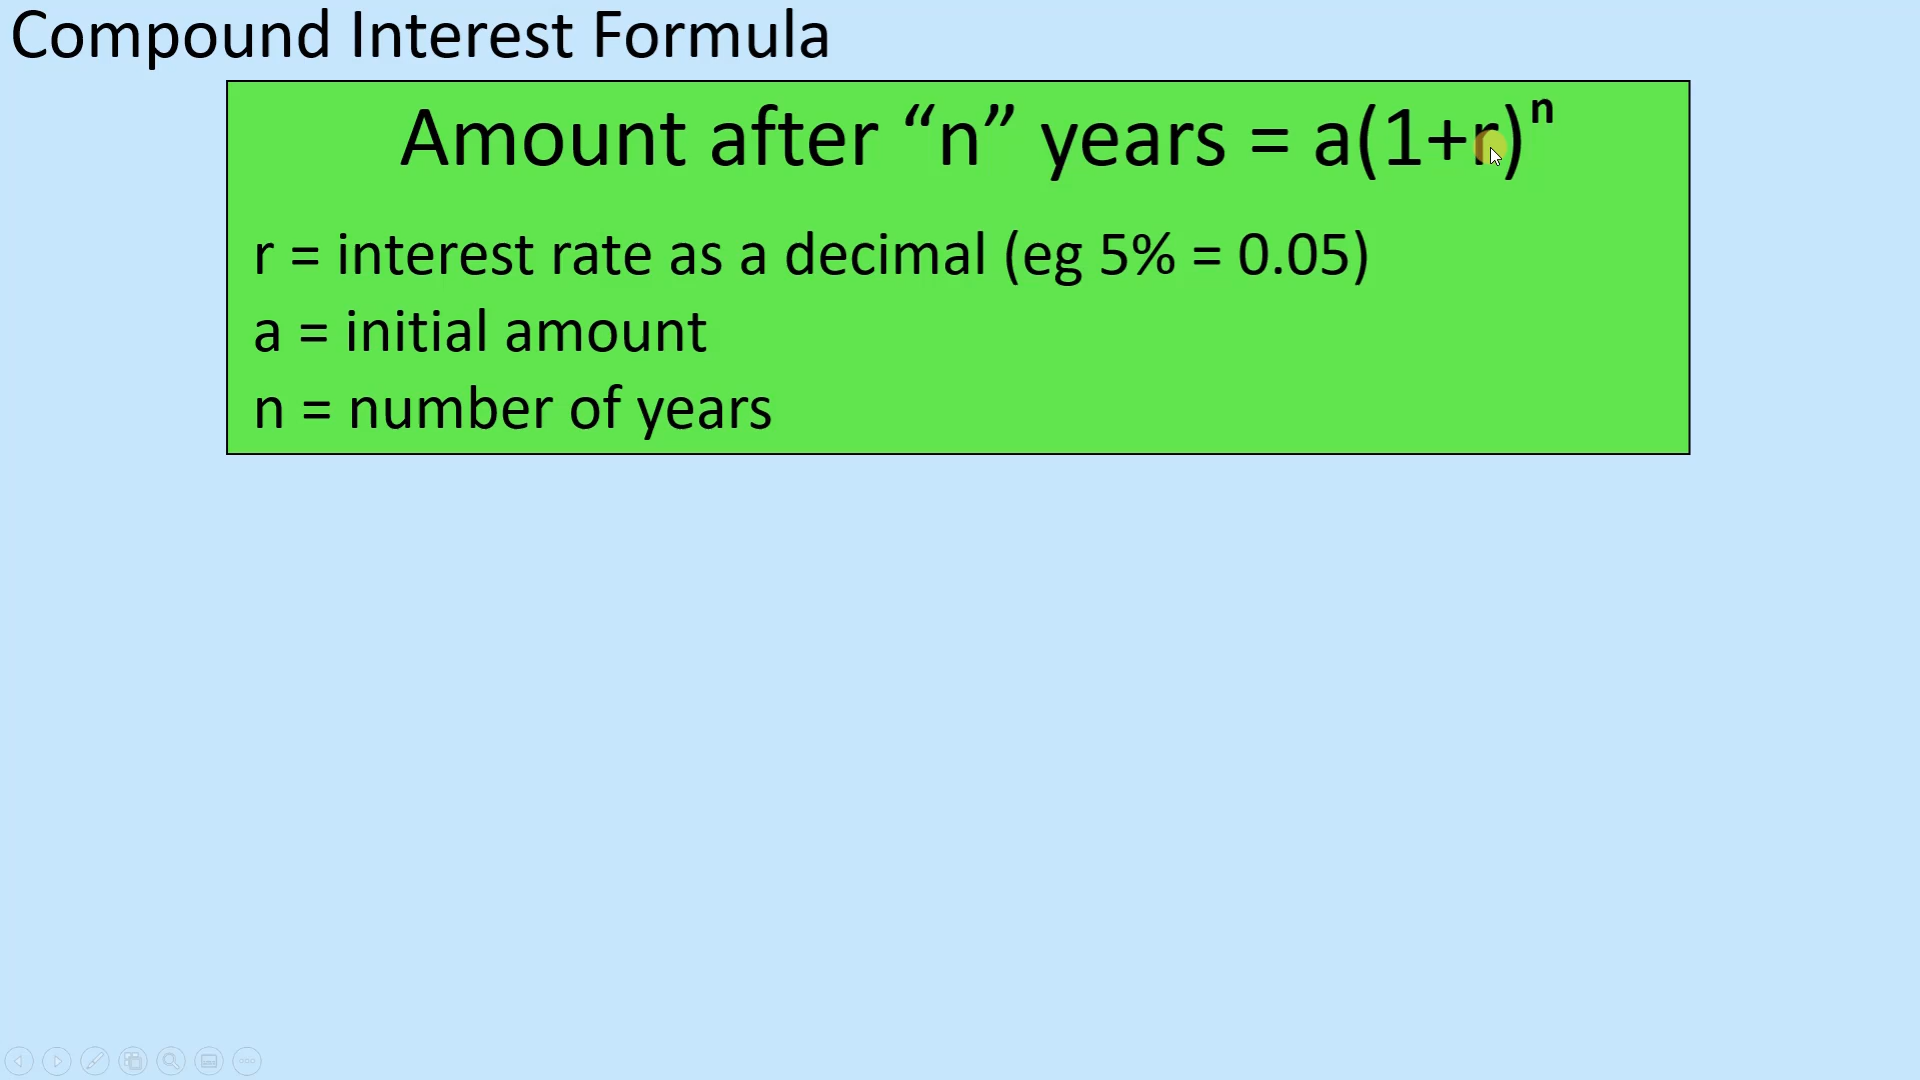 Compound Interest Formula
Amount after “n” years = a(1+r)ⁿ
r = interest rate as a decimal (eg 5% = 0.05)
a = initial amount
n = number of years